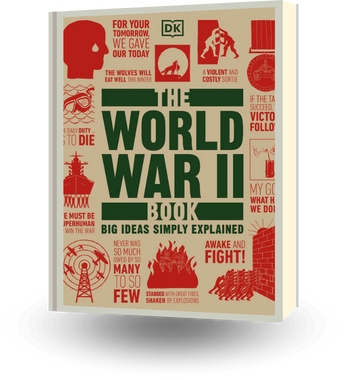 FOR YOUR
TOMORROW,
WE GAVE
OUR TODAY
DK
THE WOLVES WILL
EAT WELL THIS WINTER
A VIOLENT AND
COSTLY SORTIE
IF THE TA
SUCCEED,
VICTO
FOLLO
DAILY DUTY
TO DIE
THE
WORLD
WAR II
BOOK
BIG IDEAS SIMPLY EXPLAINED
MY GO
WHAT H
WE DO
E MUST BE
UPERHUMAN
WIN THE WAR
NEVER WAS
SO MUCH
OWED BY SO
MANY
TO SO
FEW
STABBED WITH GREAT FIRES,
SHAKEN BY EXPLOSIONS
AWAKE AND
FIGHT!